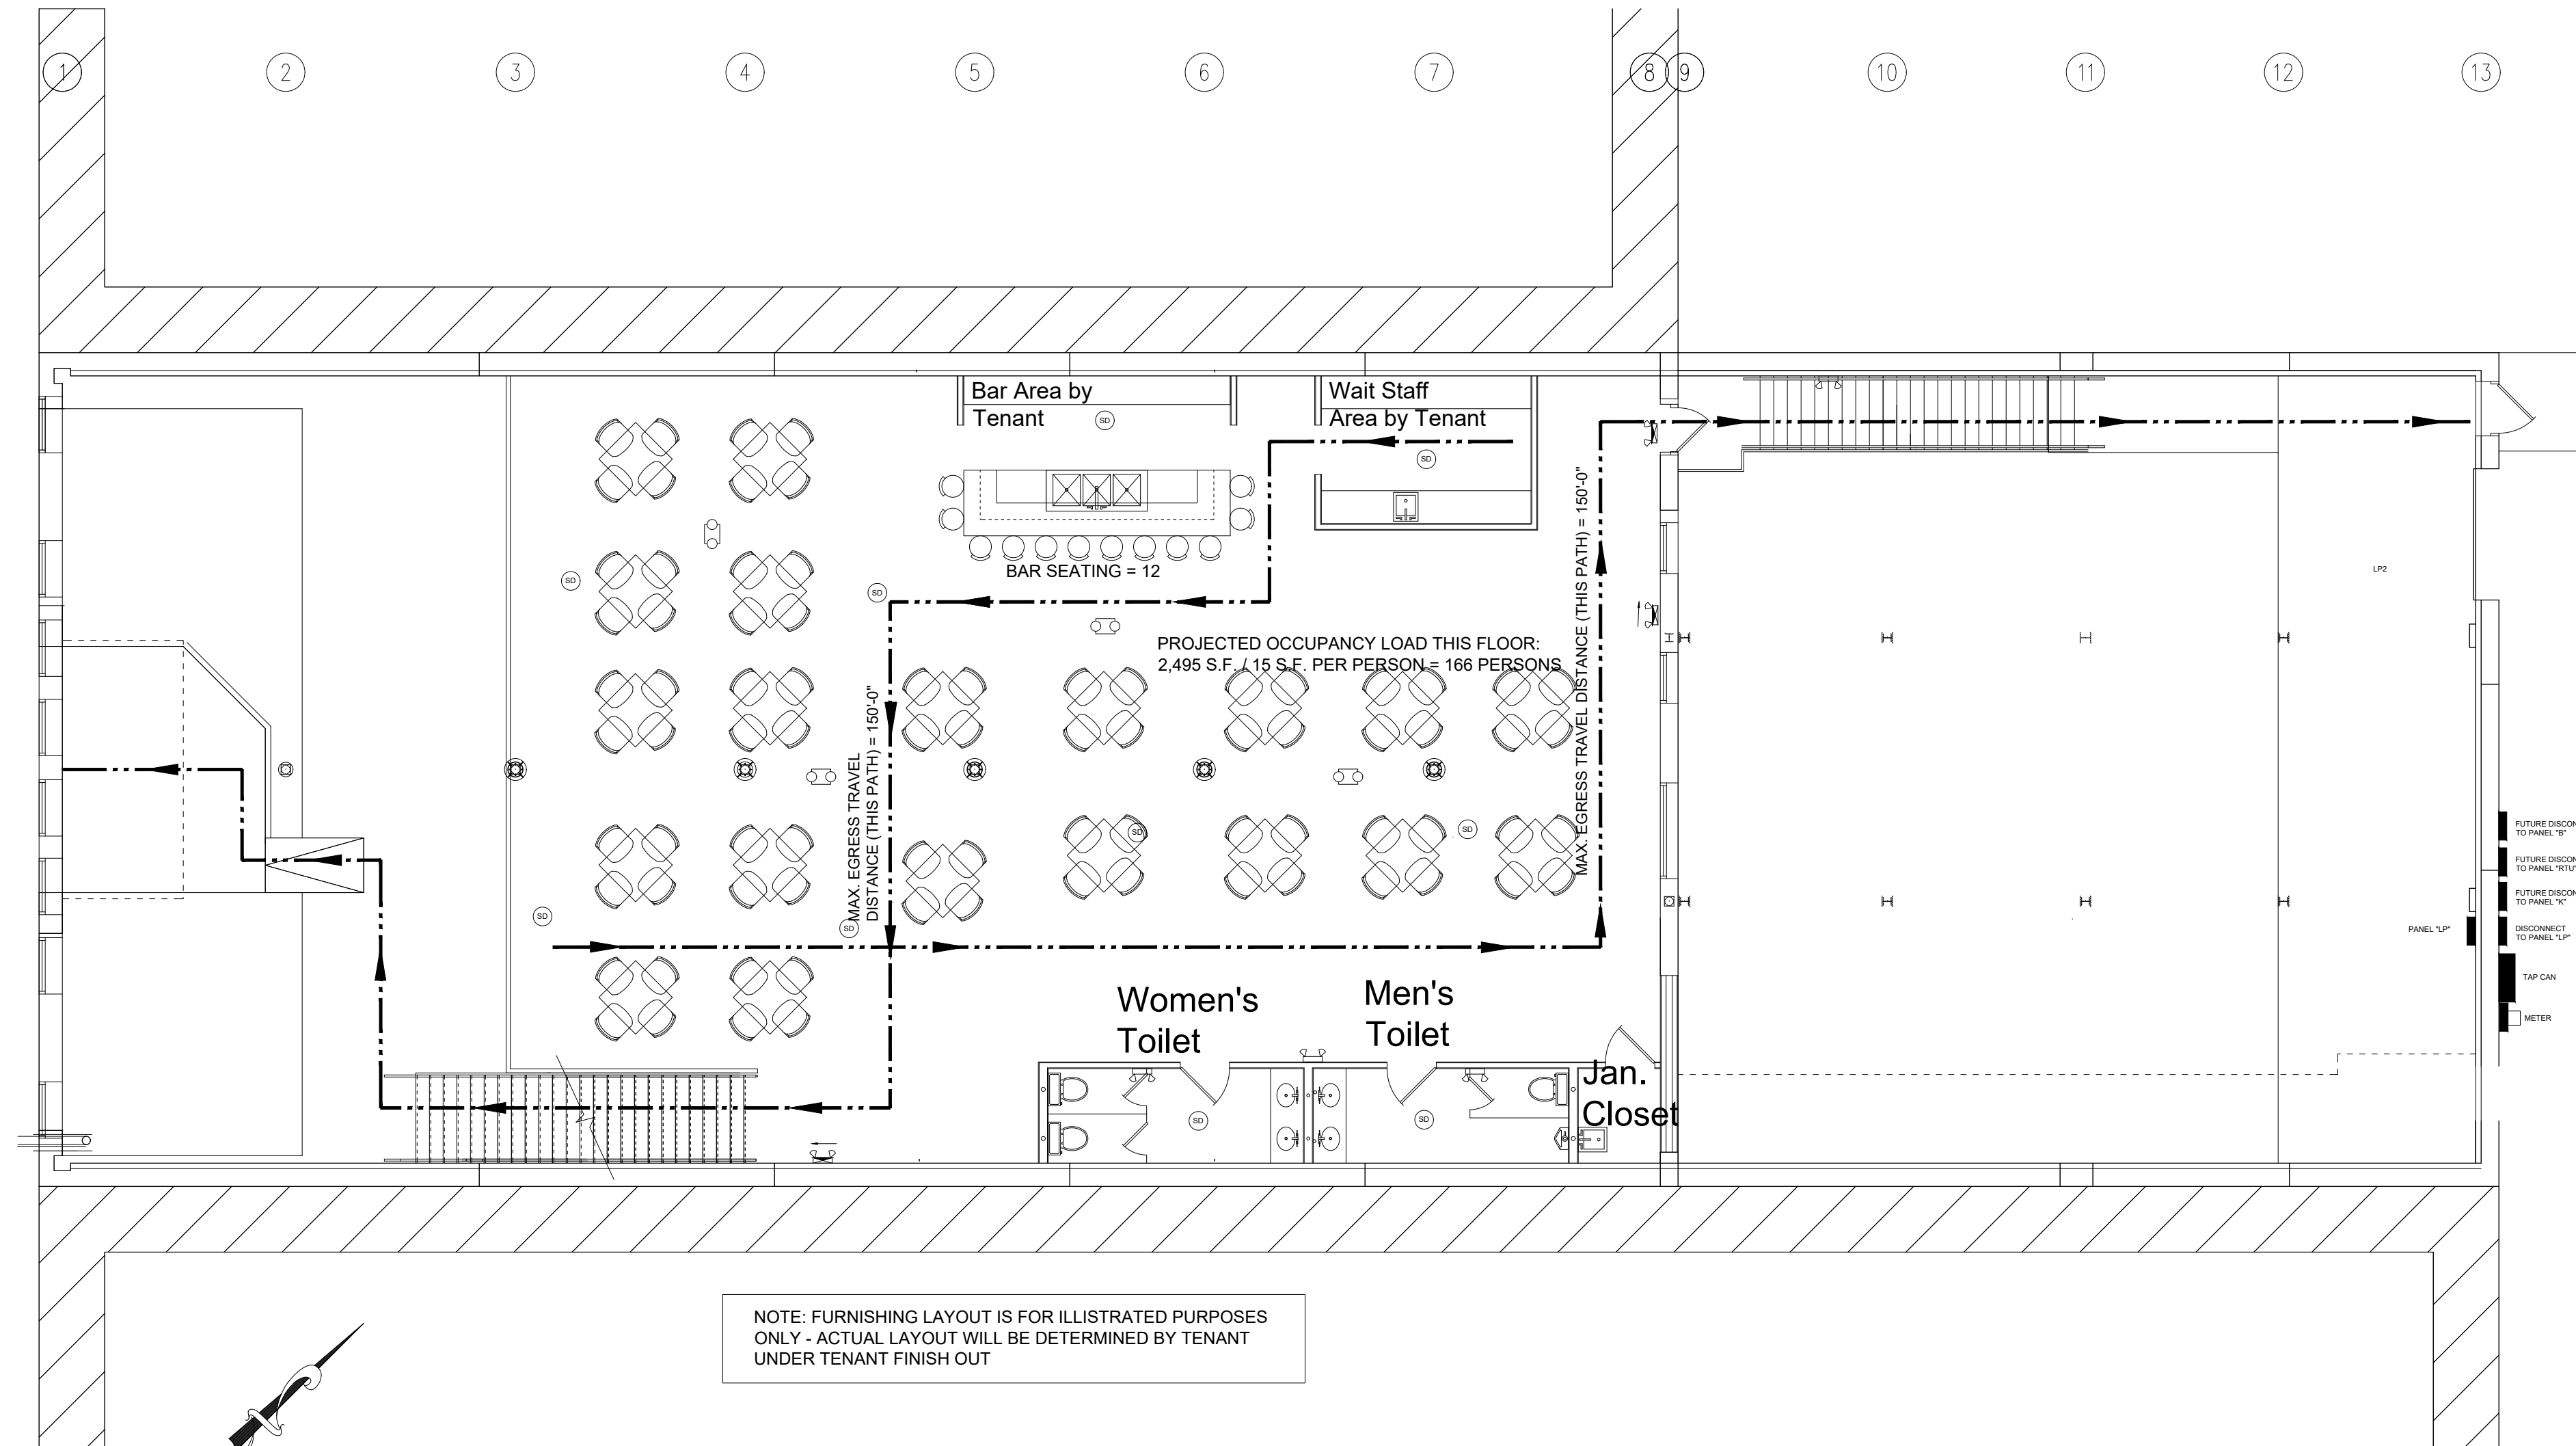 1
2
3
4
5
6
7
8
9
10
11
12
13
Bar Area by
Tenant
SD
Wait Staff
Area by Tenant
SD
BAR SEATING = 12
SD
SD
LP2
PROJECTED OCCUPANCY LOAD THIS FLOOR:
2,495 S.F. / 15 S.F. PER PERSON = 166 PERSONS
MAX. EGRESS TRAVEL DISTANCE (THIS PATH) = 150'-0"
MAX. EGRESS TRAVEL
DISTANCE (THIS PATH) = 150'-0"
SD
SD
SD
SD
FUTURE DISCON
TO PANEL "B"
FUTURE DISCON
TO PANEL "RTU"
FUTURE DISCON
TO PANEL "K"
PANEL "LP"
DISCONNECT
TO PANEL "LP"
TAP CAN
METER
Women's
Toilet
Men's
Toilet
Jan.
Closet
SD
SD
NOTE: FURNISHING LAYOUT IS FOR ILLISTRATED PURPOSES
ONLY - ACTUAL LAYOUT WILL BE DETERMINED BY TENANT
UNDER TENANT FINISH OUT